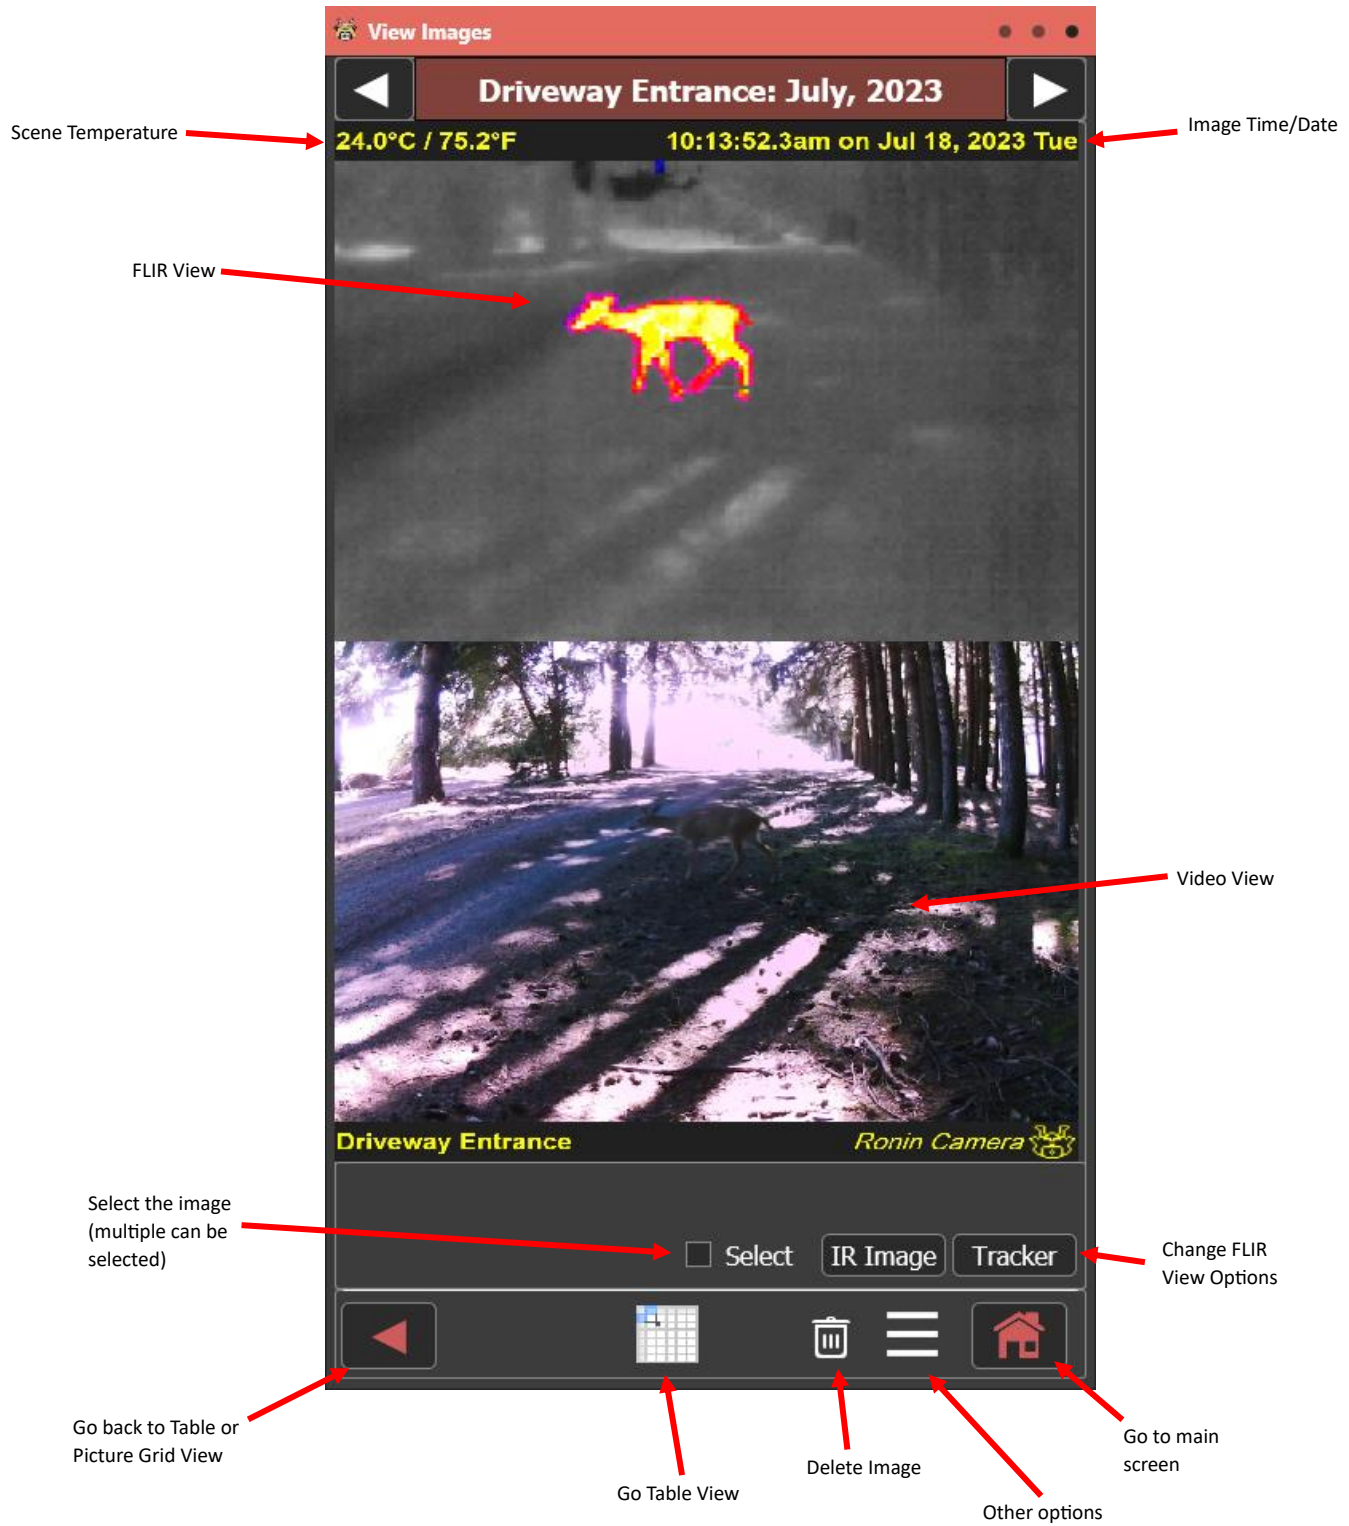 View Images
Driveway Entrance: July, 2023
Scene Temperature
24.0°C / 75.2°F
10:13:52.3am on Jul 18, 2023 Tue
Image Time/Date
FLIR View
Video View
Driveway Entrance
Ronin Camera
Select the image
(multiple can be
selected)
Select
IR Image
Tracker
Change FLIR
View Options
Go back to Table or
Picture Grid View
Go Table View
Delete Image
Other options
Go to main
screen